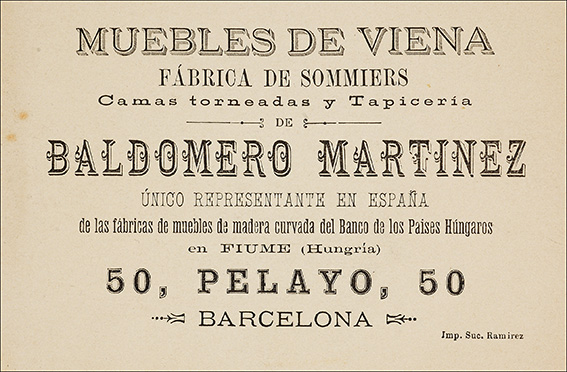 MUEBLES DE VIENA
FÁBRICA DE SOMMIERS
Camas torneadas y Tapicería
DE
BALDOMERO MARTINEZ
ÚNICO REPRESENTANTE EN ESPAÑA
de las fábricas de muebles de madera curvada del Banco de los Países Húngaros
en FIUME (Hungría)
50, PELAYO, 50
BARCELONA
Imp. Suc. Ramirez